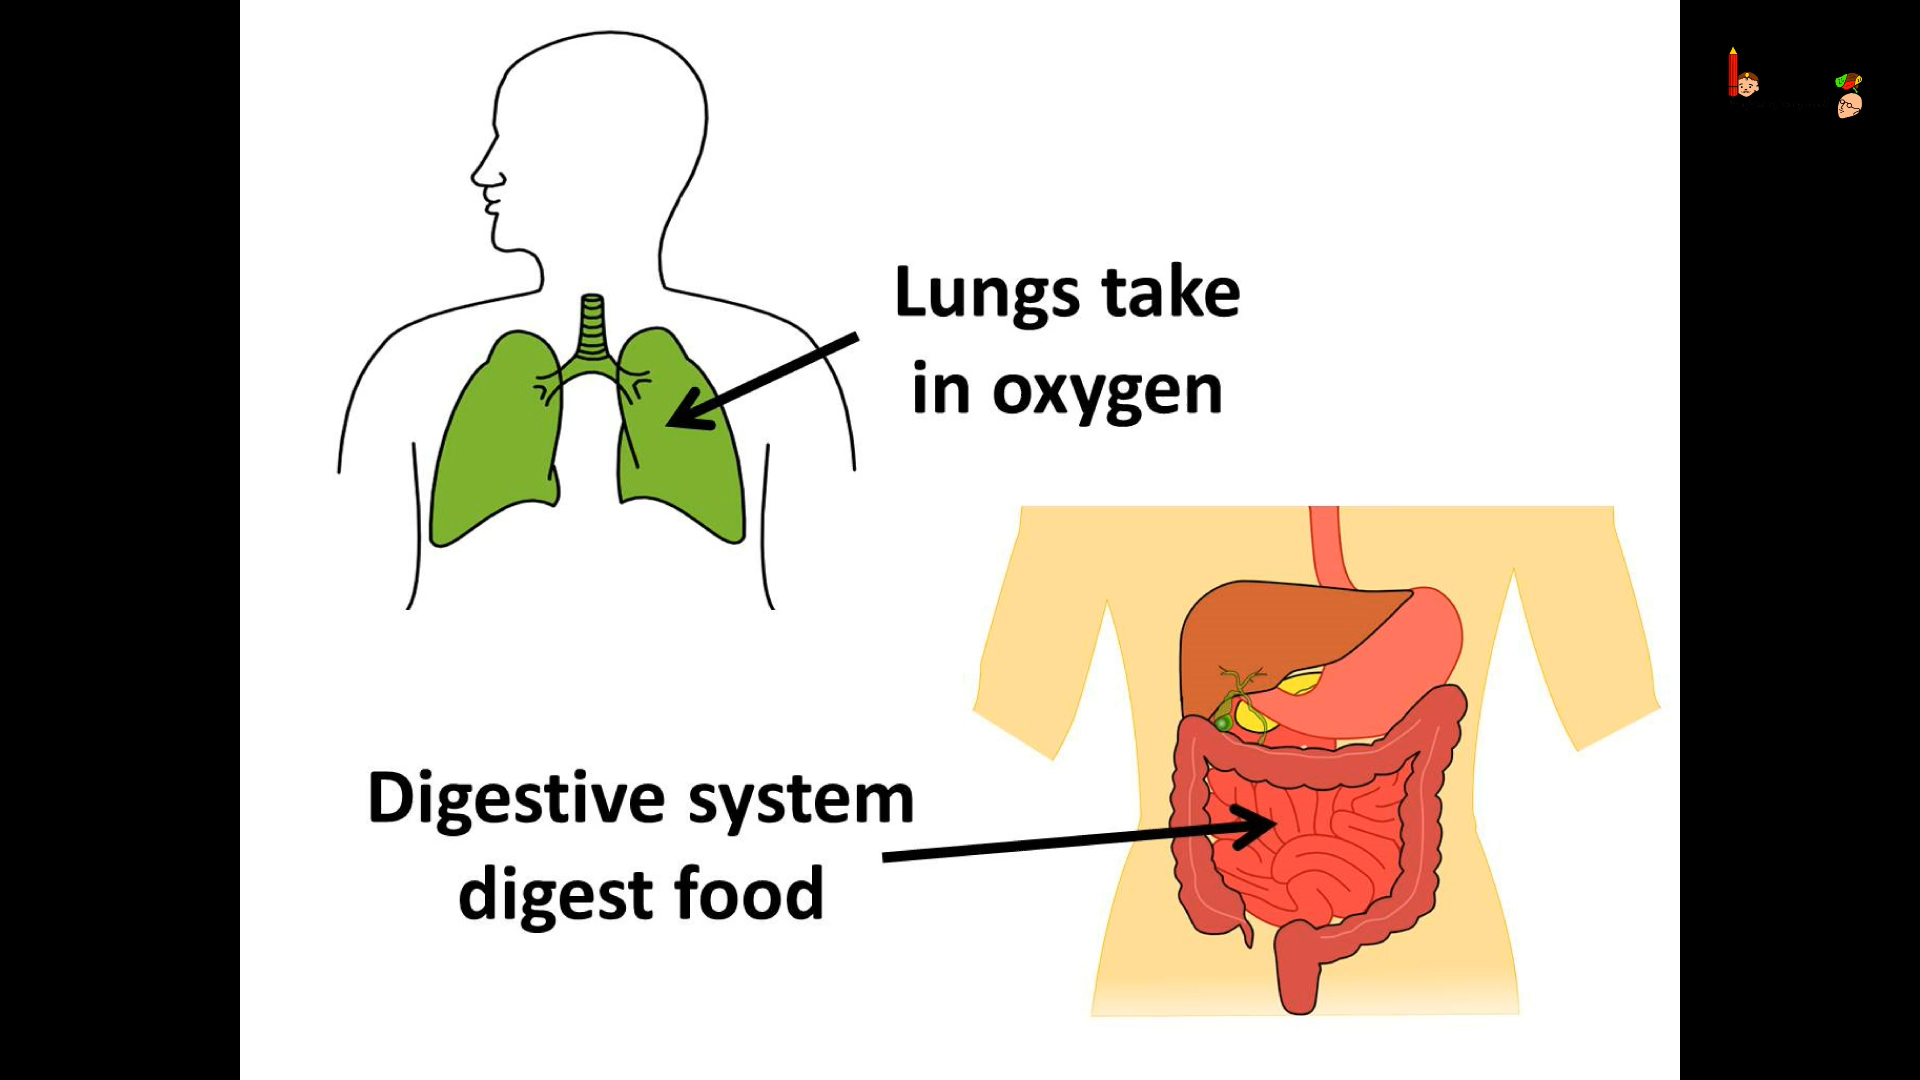 Lungs take
in oxygen
Digestive system
digest food